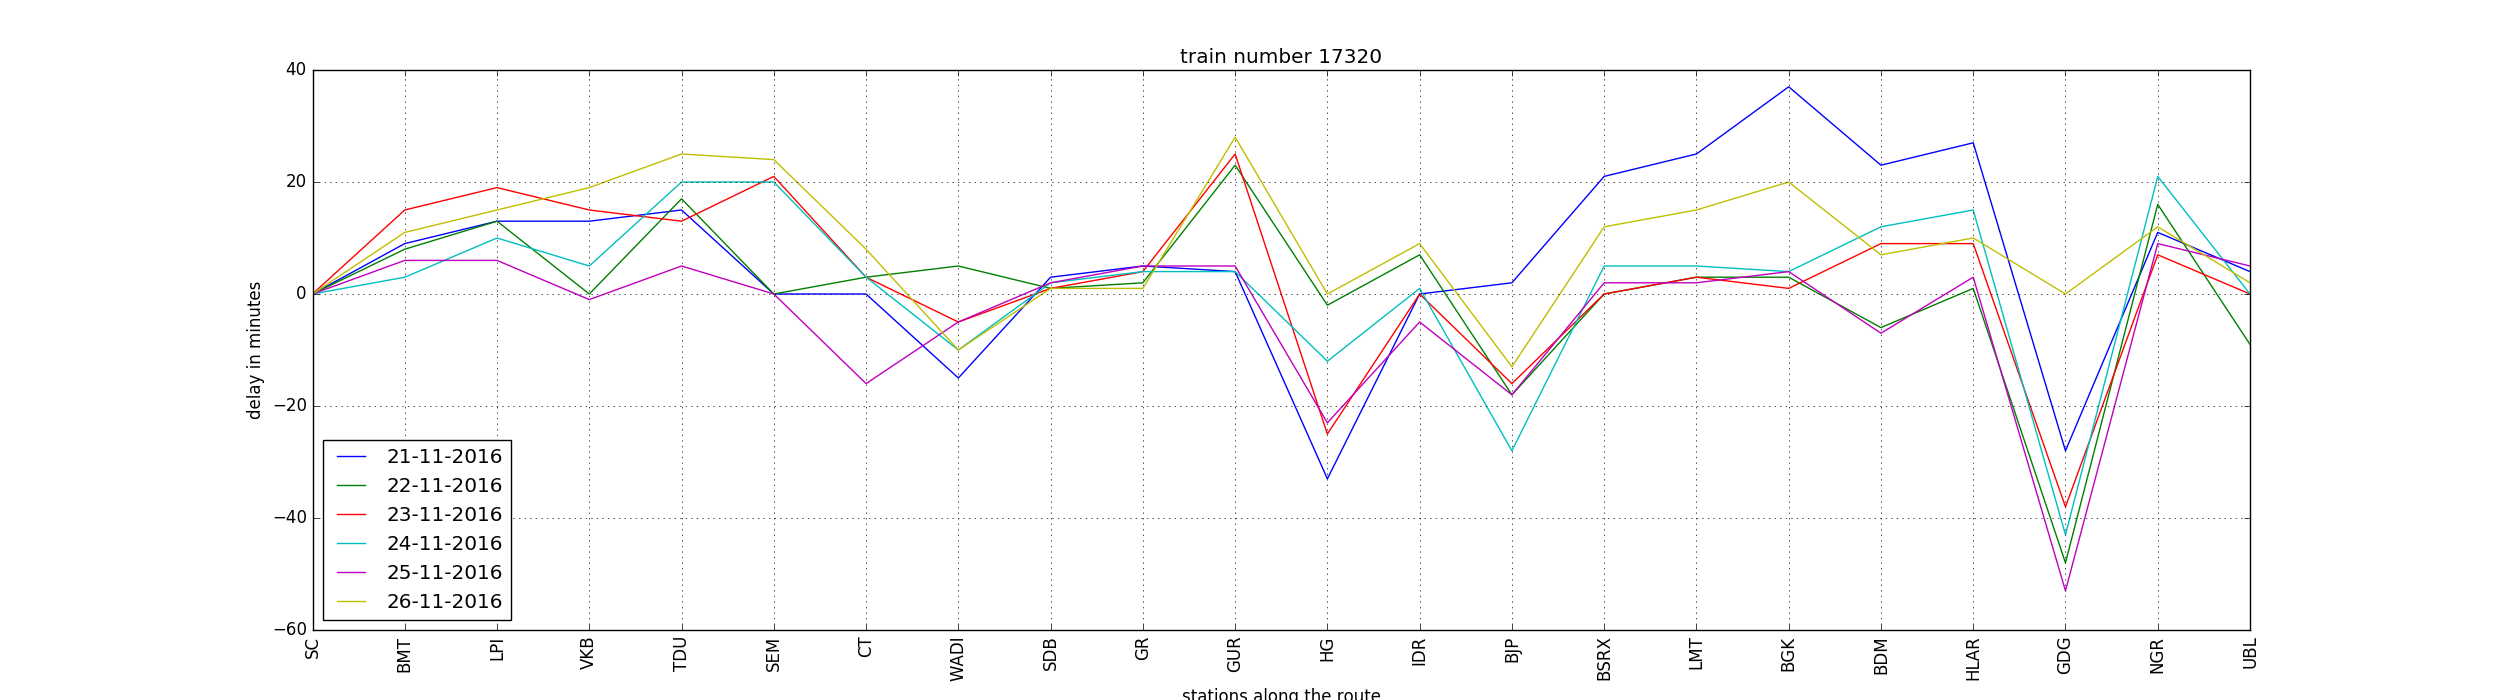 train number 17320
40
20
0
−20
−40
−60
delay in minutes
21-11-2016
22-11-2016
23-11-2016
24-11-2016
25-11-2016
26-11-2016
SC
BMT
LPI
VKB
TDU
SEM
CT
WADI
SDB
GR
GUR
HG
IDR
BJP
BSRX
LMT
BGK
BDM
HLAR
GDG
NGR
UBL
stations along the route